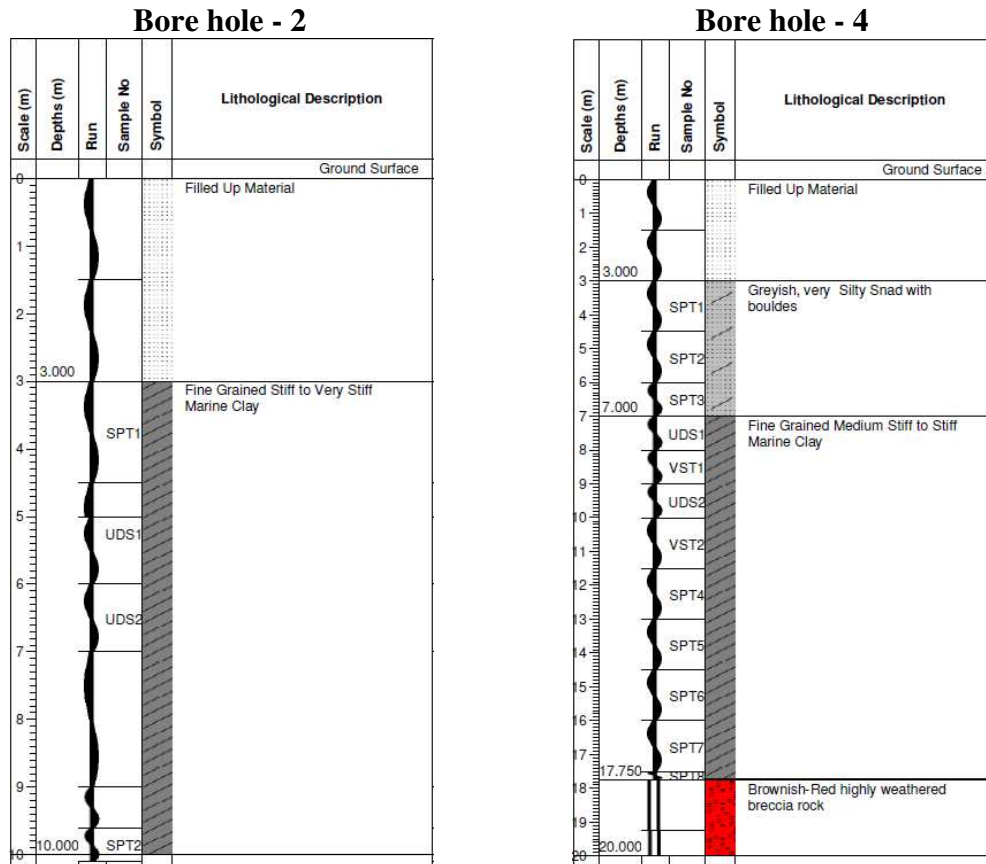 Bore hole - 2
Scale (m)
Depths (m)
Run
Sample No
Symbol
Lithological Description
Ground Surface
0
Filled Up Material
1
2
3.000
3
Fine Grained Stiff to Very Stiff
Marine Clay
SPT1
4
5
UDS1
6
UDS2
7
8
9
10.000
SPT2
10
Bore hole - 4
Scale (m)
Depths (m)
Run
Sample No
Symbol
Lithological Description
Ground Surface
0
Filled Up Material
1
2
3.000
3
Greyish, very Silty Snad with
bouldes
SPT1
4
5
SPT2
6
SPT3
7.000
7
Fine Grained Medium Stiff to Stiff
Marine Clay
UDS1
8
VST1
9
UDS2
10
VST2
11
12
SPT4
13
SPT5
14
15
SPT6
16
SPT7
17
17.750
SPT8
18
Brownish-Red highly weathered
breccia rock
19
20.000
20